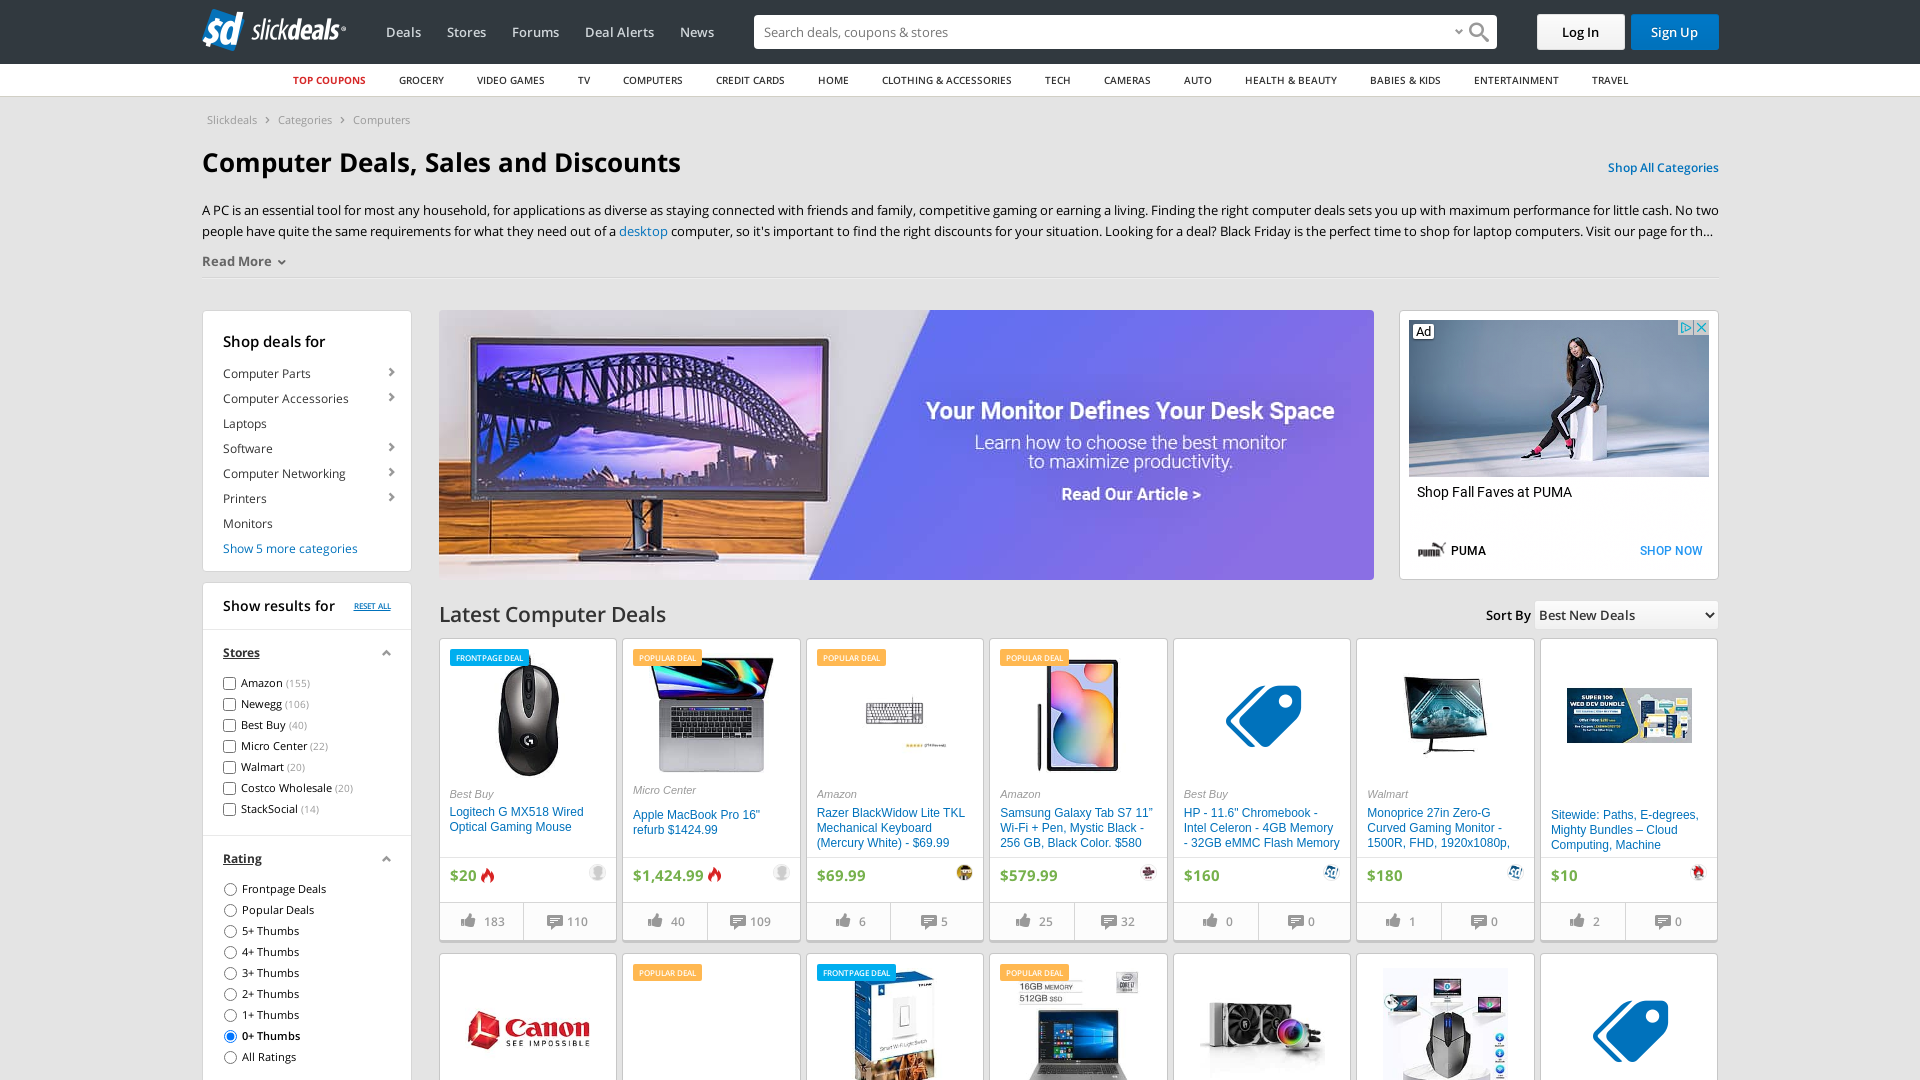 slickdeals
Deals
Stores
Forums
Deal Alerts
News
Search deals, coupons & stores
Log In
Sign Up
TOP COUPONS
GROCERY
VIDEO GAMES
TV
COMPUTERS
CREDIT CARDS
HOME
CLOTHING & ACCESSORIES
TECH
CAMERAS
AUTO
HEALTH & BEAUTY
BABIES & KIDS
ENTERTAINMENT
TRAVEL
Slickdeals > Categories > Computers
Computer Deals, Sales and Discounts
Shop All Categories
A PC is an essential tool for most any household, for applications as diverse as staying connected with friends and family, competitive gaming or earning a living. Finding the right computer deals sets you up with maximum performance for little cash. No two
people have quite the same requirements for what they need out of a desktop computer, so it's important to find the right discounts for your situation. Looking for a deal? Black Friday is the perfect time to shop for laptop computers. Visit our page for th...
Read More
Shop deals for
Computer Parts
Computer Accessories
Laptops
Software
Computer Networking
Printers
Monitors
Show 5 more categories
Show results for
RESET ALL
Stores
Amazon (155)
Newegg (106)
Best Buy (40)
Micro Center (22)
Walmart (20)
Costco Wholesale (20)
StackSocial (14)
Rating
Frontpage Deals
Popular Deals
5+ Thumbs
4+ Thumbs
3+ Thumbs
2+ Thumbs
1+ Thumbs
0+ Thumbs
All Ratings
Your Monitor Defines Your Desk Space
Learn how to choose the best monitor
to maximize productivity.
Read Our Article >
Ad
Shop Fall Faves at PUMA
PUMA
SHOP NOW
Latest Computer Deals
Sort By
Best New Deals
FRONTPAGE DEAL
Best Buy
Logitech G MX518 Wired
Optical Gaming Mouse
$20
183
110
POPULAR DEAL
Micro Center
Apple MacBook Pro 16"
refurb $1424.99
$1,424.99
40
109
POPULAR DEAL
Amazon
Razer BlackWidow Lite TKL
Mechanical Keyboard
(Mercury White) - $69.99
$69.99
6
5
POPULAR DEAL
Amazon
Samsung Galaxy Tab S7 11”
Wi-Fi + Pen, Mystic Black -
256 GB, Black Color. $580
$579.99
25
32
Best Buy
HP - 11.6" Chromebook -
Intel Celeron - 4GB Memory
- 32GB eMMC Flash Memory
$160
0
0
Walmart
Monoprice 27in Zero-G
Curved Gaming Monitor -
1500R, FHD, 1920x1080p,
$180
1
0
SUPER 100
WEB DEV BUNDLE
Sitewide: Paths, E-degrees,
Mighty Bundles – Cloud
Computing, Machine
$10
2
0
Canon
SEE IMPOSSIBLE
POPULAR DEAL
FRONTPAGE DEAL
POPULAR DEAL
16GB MEMORY
512GB SSD